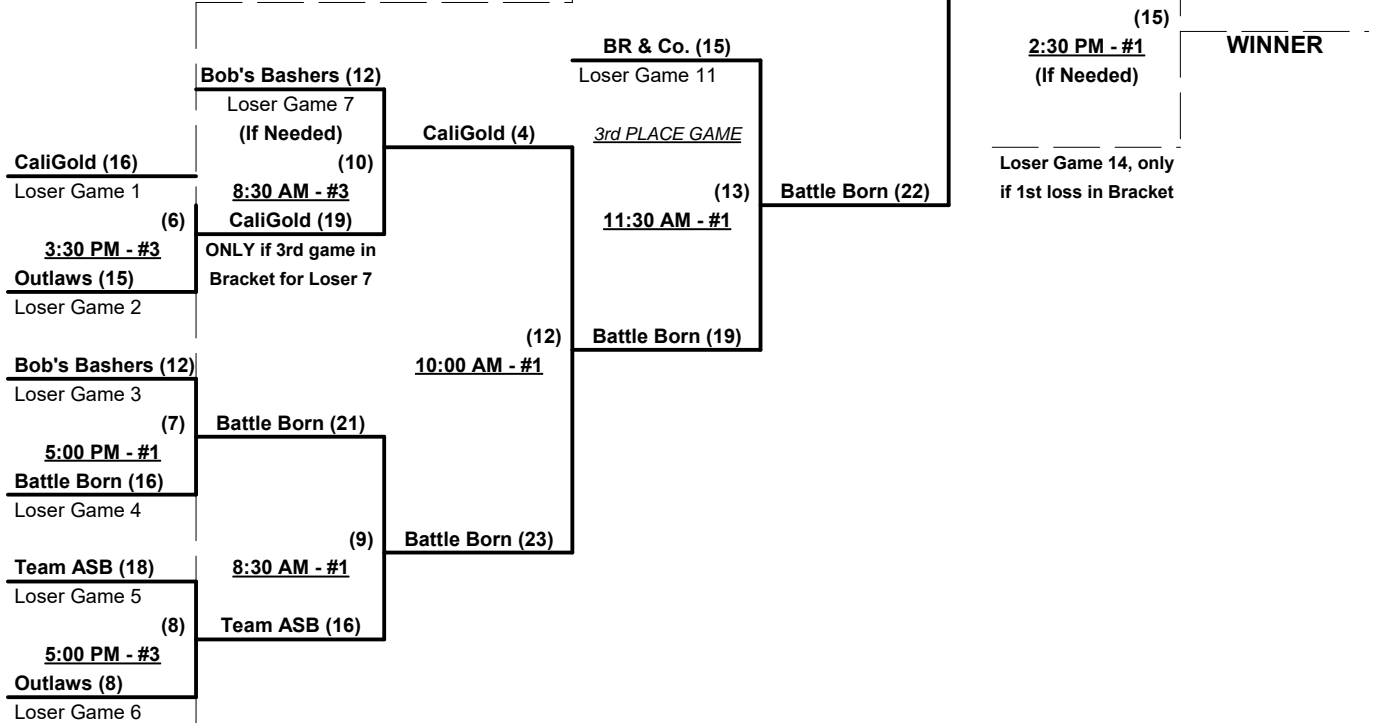 (15)
BR & Co. (15)
2:30 PM - #1
WINNER
Bob's Bashers (12)
Loser Game 11
(If Needed)
Loser Game 7
(If Needed)
CaliGold (4)
3rd PLACE GAME
CaliGold (16)
(10)
Loser Game 14, only
Loser Game 1
8:30 AM - #3
(13)
Battle Born (22)
if 1st loss in Bracket
(6)
CaliGold (19)
11:30 AM - #1
3:30 PM - #3
ONLY if 3rd game in
Outlaws (15)
Bracket for Loser 7
Loser Game 2
(12)
Battle Born (19)
Bob's Bashers (12)
10:00 AM - #1
Loser Game 3
(7)
Battle Born (21)
5:00 PM - #1
Battle Born (16)
Loser Game 4
(9)
Battle Born (23)
Team ASB (18)
8:30 AM - #1
Loser Game 5
(8)
Team ASB (16)
5:00 PM - #3
Outlaws (8)
Loser Game 6